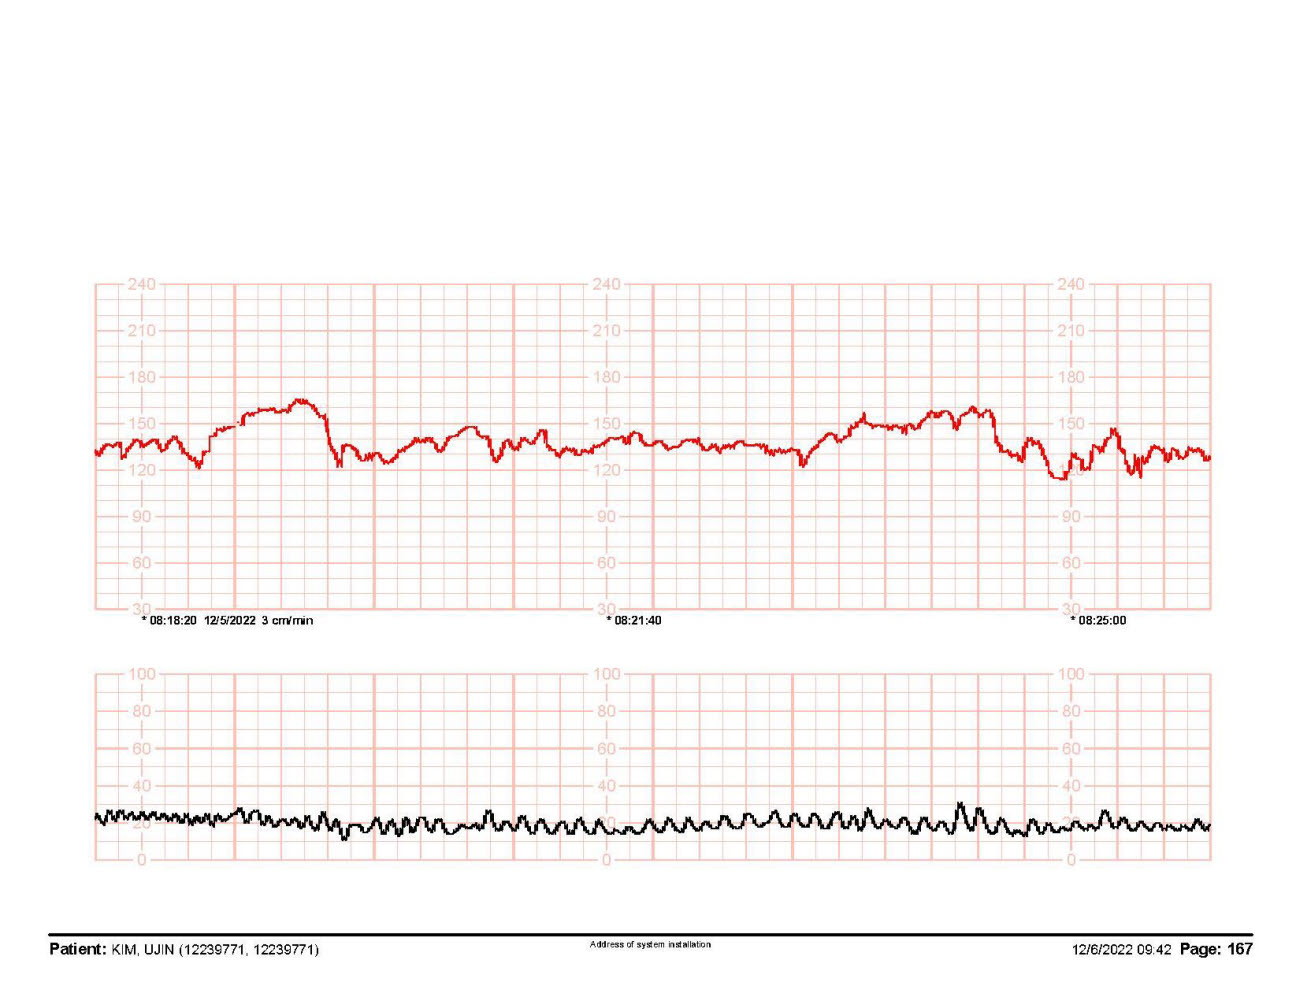 240 240 240
210 210 210
180 180 180
150 150 150
120 120 120
90 90 90
60 60 60
30 30 30
* 08:18:20 12/5/2022 3 cm/min * 08:21:40 * 08:25:00
100 100 100
80 80 80
60 60 60
40 40 40
20 20 20
0 0 0
Patient: KIM, UJIN (12239771, 12239771) Address of system installation 12/6/2022 09:42 Page: 167